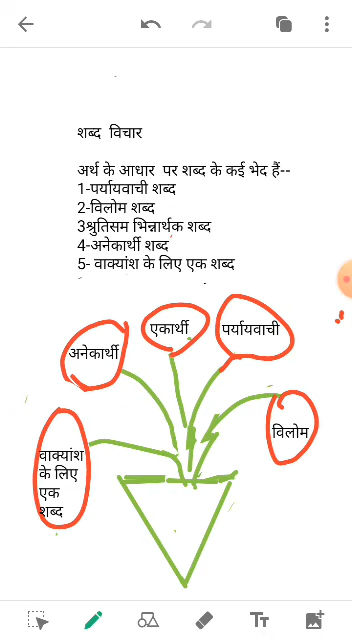 शब्द विचार
अर्थ के आधार पर शब्द के कई भेद हैं--
1-पर्यायवाची शब्द
2-विलोम शब्द
3श्रुतिसम भिन्नार्थक शब्द
4-अनेकार्थी शब्द
5- वाक्यांश के लिए एक शब्द
एकार्थी
पर्यायवाची
अनेकार्थी
विलोम
वाक्यांश
के लिए
एक
शब्द
Tт